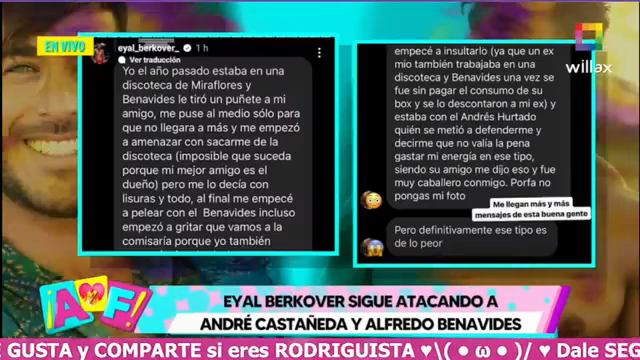 EN VIVO
eyal_berkover_ 1 h
Ver traducción
Yo el año pasado estaba en una
discoteca de Miraflores y
Benavides le tiró un puñete a mi
amigo, me puse al medio sólo para
que no llegara a más y me empezó
a amenazar con sacarme de la
discoteca (imposible que suceda
porque mi mejor amigo es el
dueño) pero me lo decía con
lisuras y todo, al final me empecé
a pelear con el Benavides incluso
empezó a gritar que vamos a la
comisaría porque yo también
empecé a insultarlo (ya que un ex
mio también trabajaba en una
discoteca y Benavides una vez se
fue sin pagar el consumo de su
box y se lo descontaron a mi ex) y
estaba con el Andrés Hurtado
quién se metió a defenderme y
decirme que no valía la pena
gastar mi energía en ese tipo,
siendo su amigo me dijo eso y fue
muy caballero conmigo. Porfa no
pongas mi foto
Me llegan más y más
mensajes de esta buena gente
Pero definitivamente ese tipo es
de lo peor
willax
¡A F!
EYAL BERKOVER SIGUE ATACANDO A
ANDRÉ CASTAÑEDA Y ALFREDO BENAVIDES
E GUSTA y COMPARTE si eres RODRIGUISTA ♥\(●ω●)/ ♥ Dale SEG